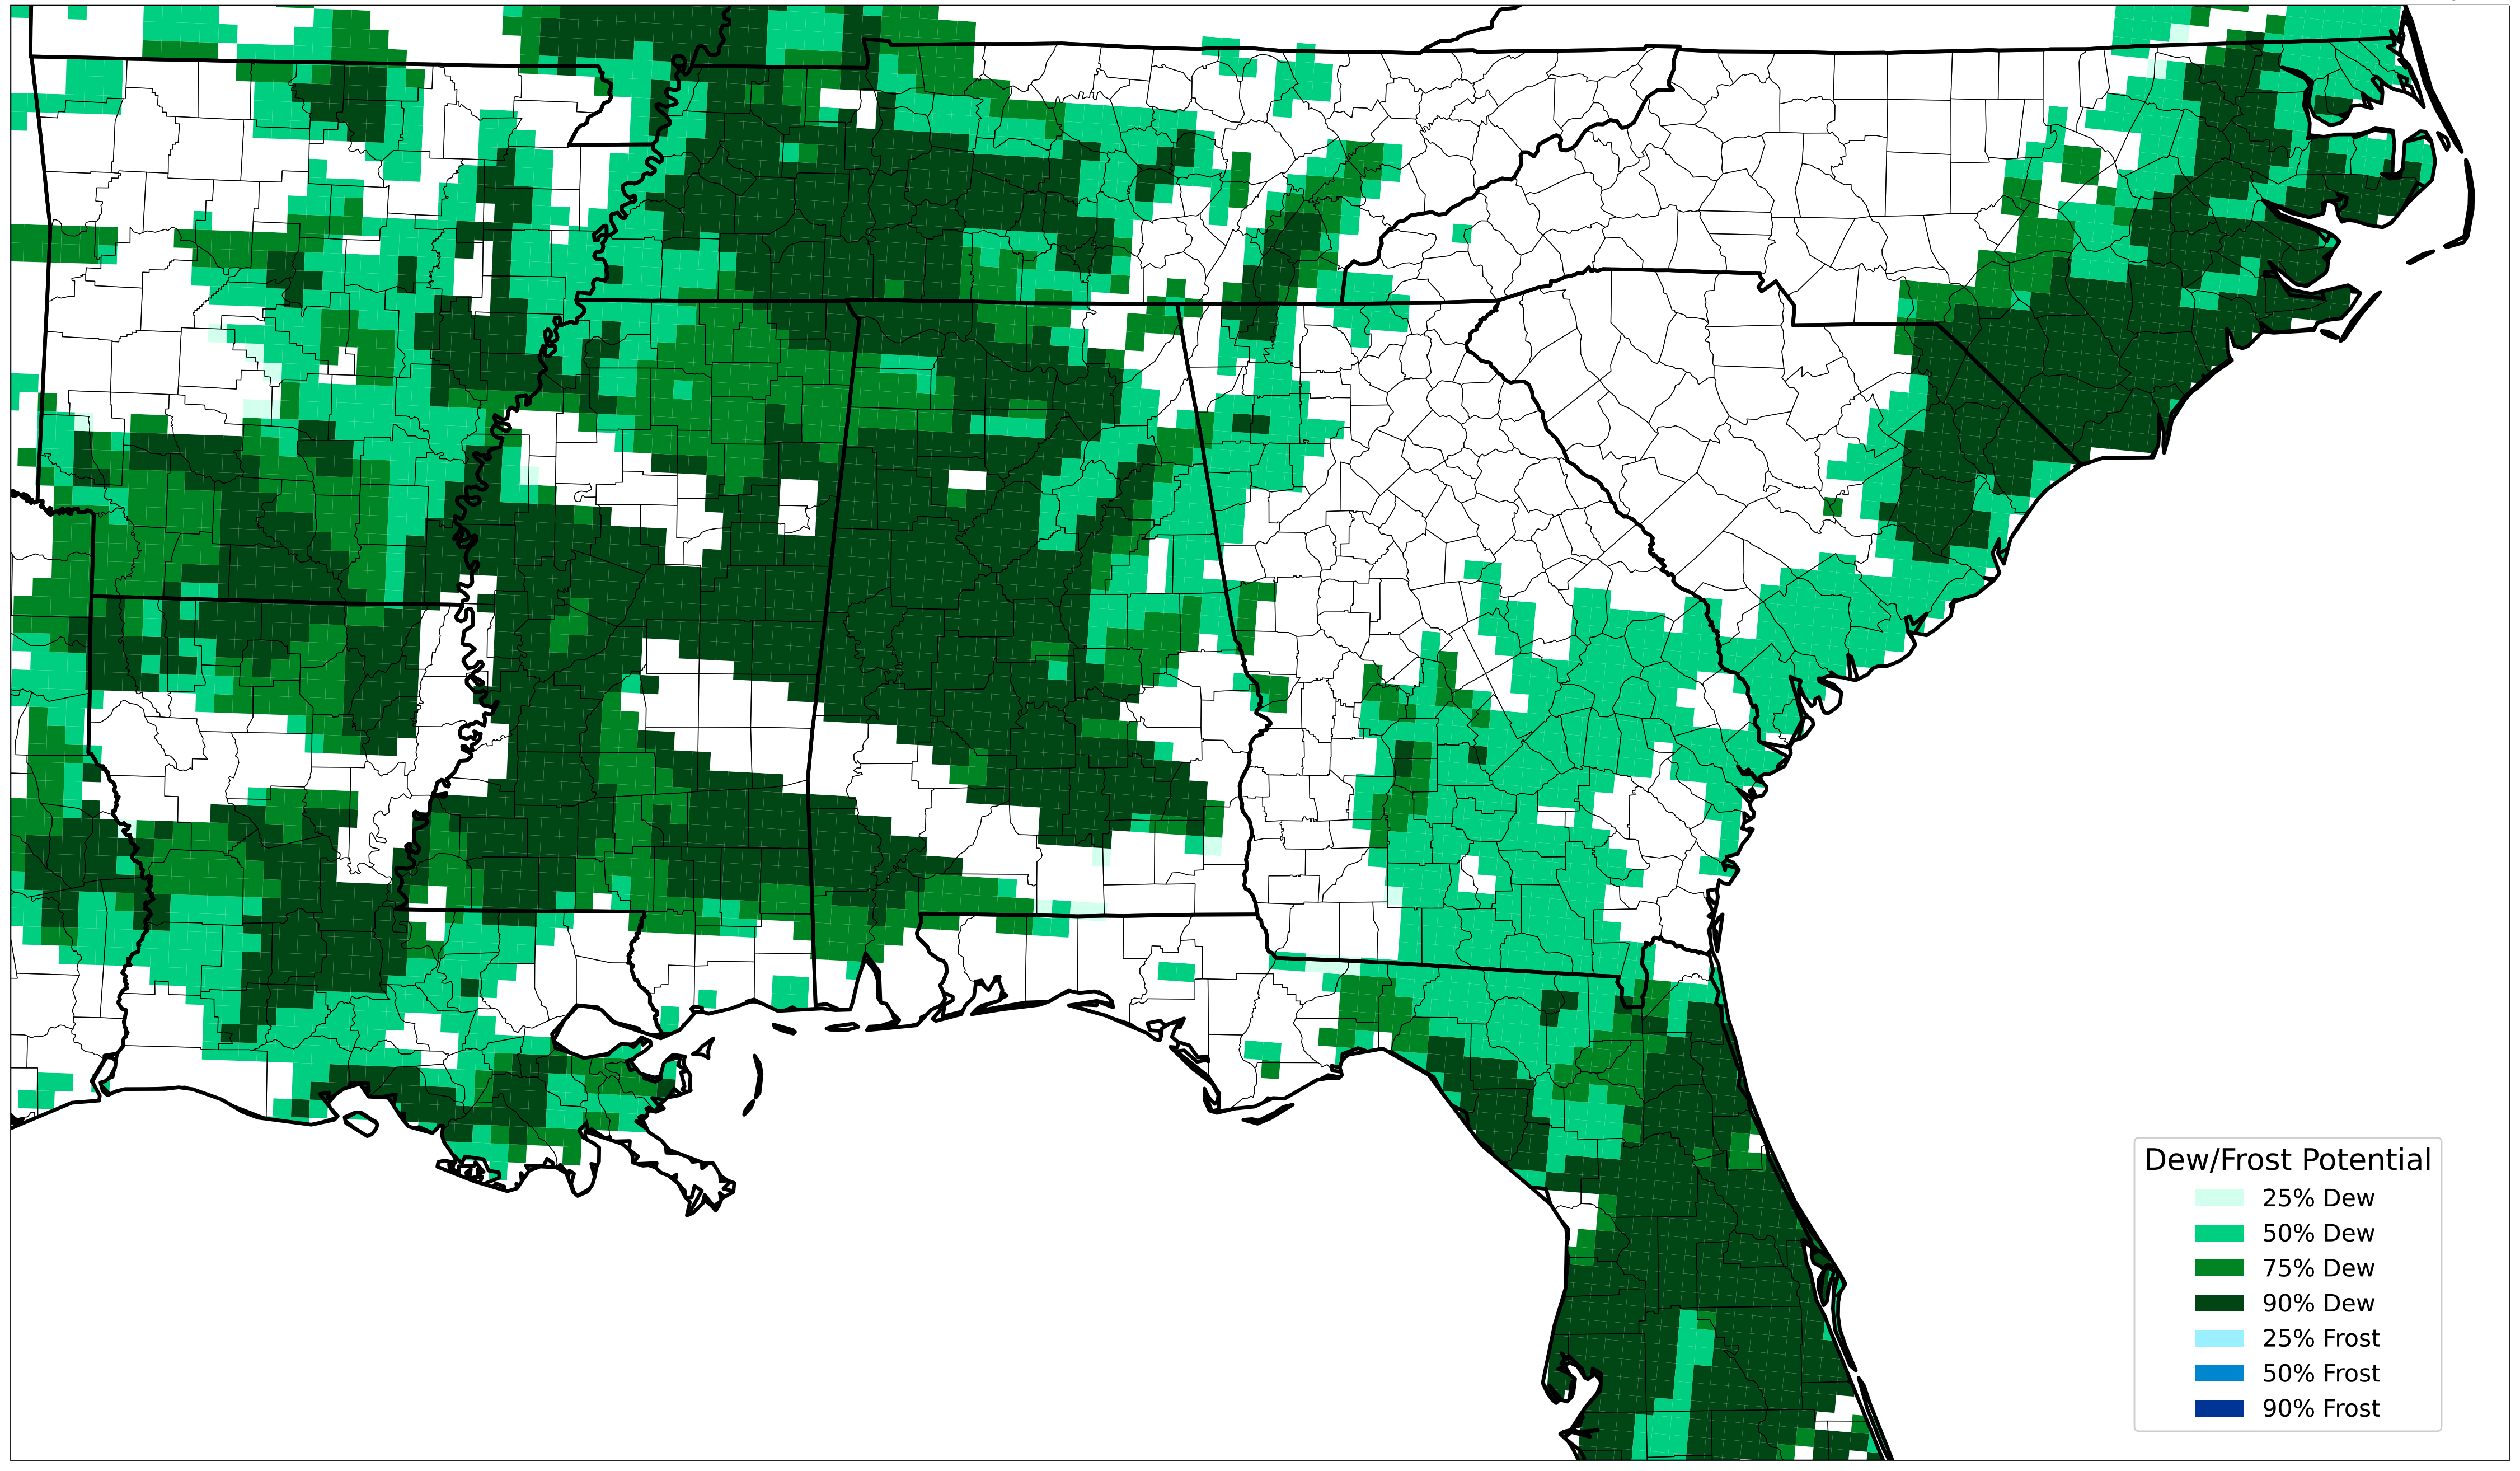 Dew/Frost Potential
25% Dew
50% Dew
75% Dew
90% Dew
25% Frost
50% Frost
90% Frost